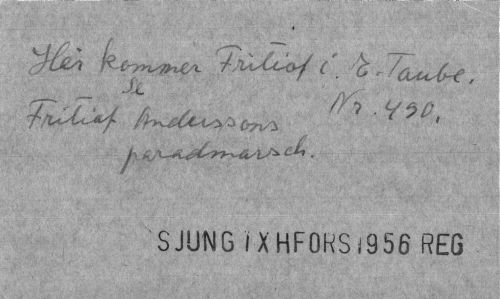 Här kommer Fritiof i. E. Taube.
Se
Nr. 490.
Fritiof Anderssons
paradmarsch.
SJUNG I X HFORS 1956 REG